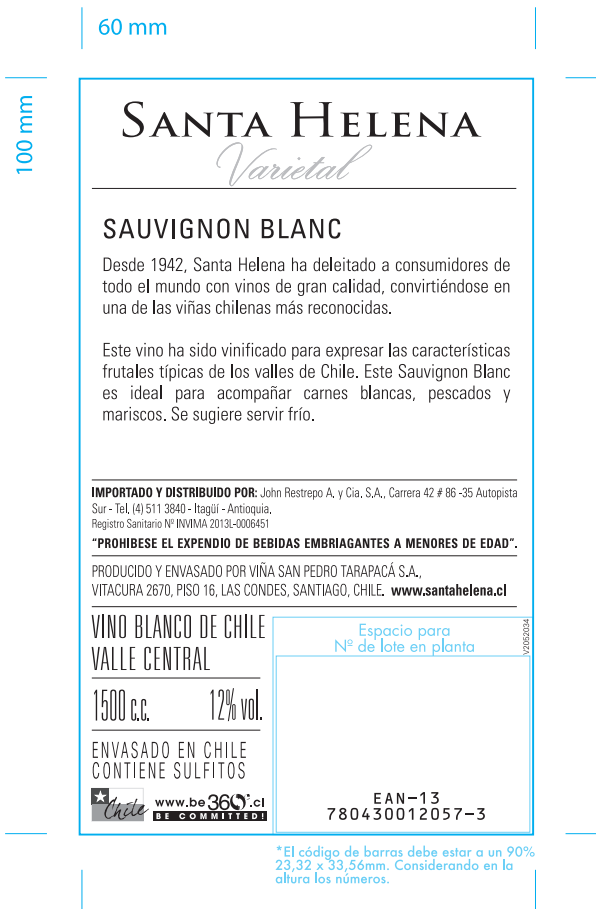 60 mm
100 mm
SANTA HELENA
Varietal
SAUVIGNON BLANC
Desde 1942, Santa Helena ha deleitado a consumidores de
todo el mundo con vinos de gran calidad, convirtiéndose en
una de las viñas chilenas más reconocidas.
Este vino ha sido vinificado para expresar las características
frutales típicas de los valles de Chile. Este Sauvignon Blanc
es ideal para acompañar carnes blancas, pescados y
mariscos. Se sugiere servir frío.
IMPORTADO Y DISTRIBUIDO POR: John Restrepo A. y Cia. S.A., Carrera 42 # 86 -35 Autopista
Sur - Tel. (4) 511 3840 - Itagüí - Antioquia.
Registro Sanitario Nº INVIMA 2013L-0006451
"PROHIBESE EL EXPENDIO DE BEBIDAS EMBRIAGANTES A MENORES DE EDAD".
PRODUCIDO Y ENVASADO POR VIÑA SAN PEDRO TARAPACÁ S.A.,
VITACURA 2670, PISO 16, LAS CONDES, SANTIAGO, CHILE. www.santahelena.cl
VINO BLANCO DE CHILE
VALLE CENTRAL
1500 c.c. 12% vol.
ENVASADO EN CHILE
CONTIENE SULFITOS
Chile
www.be360°.cl
BE COMMITTED!
Espacio para
Nº de lote en planta
V2052034
EAN-13
780430012057-3
*El código de barras debe estar a un 90%
23,32 x 33,56mm. Considerando en la
altura los números.